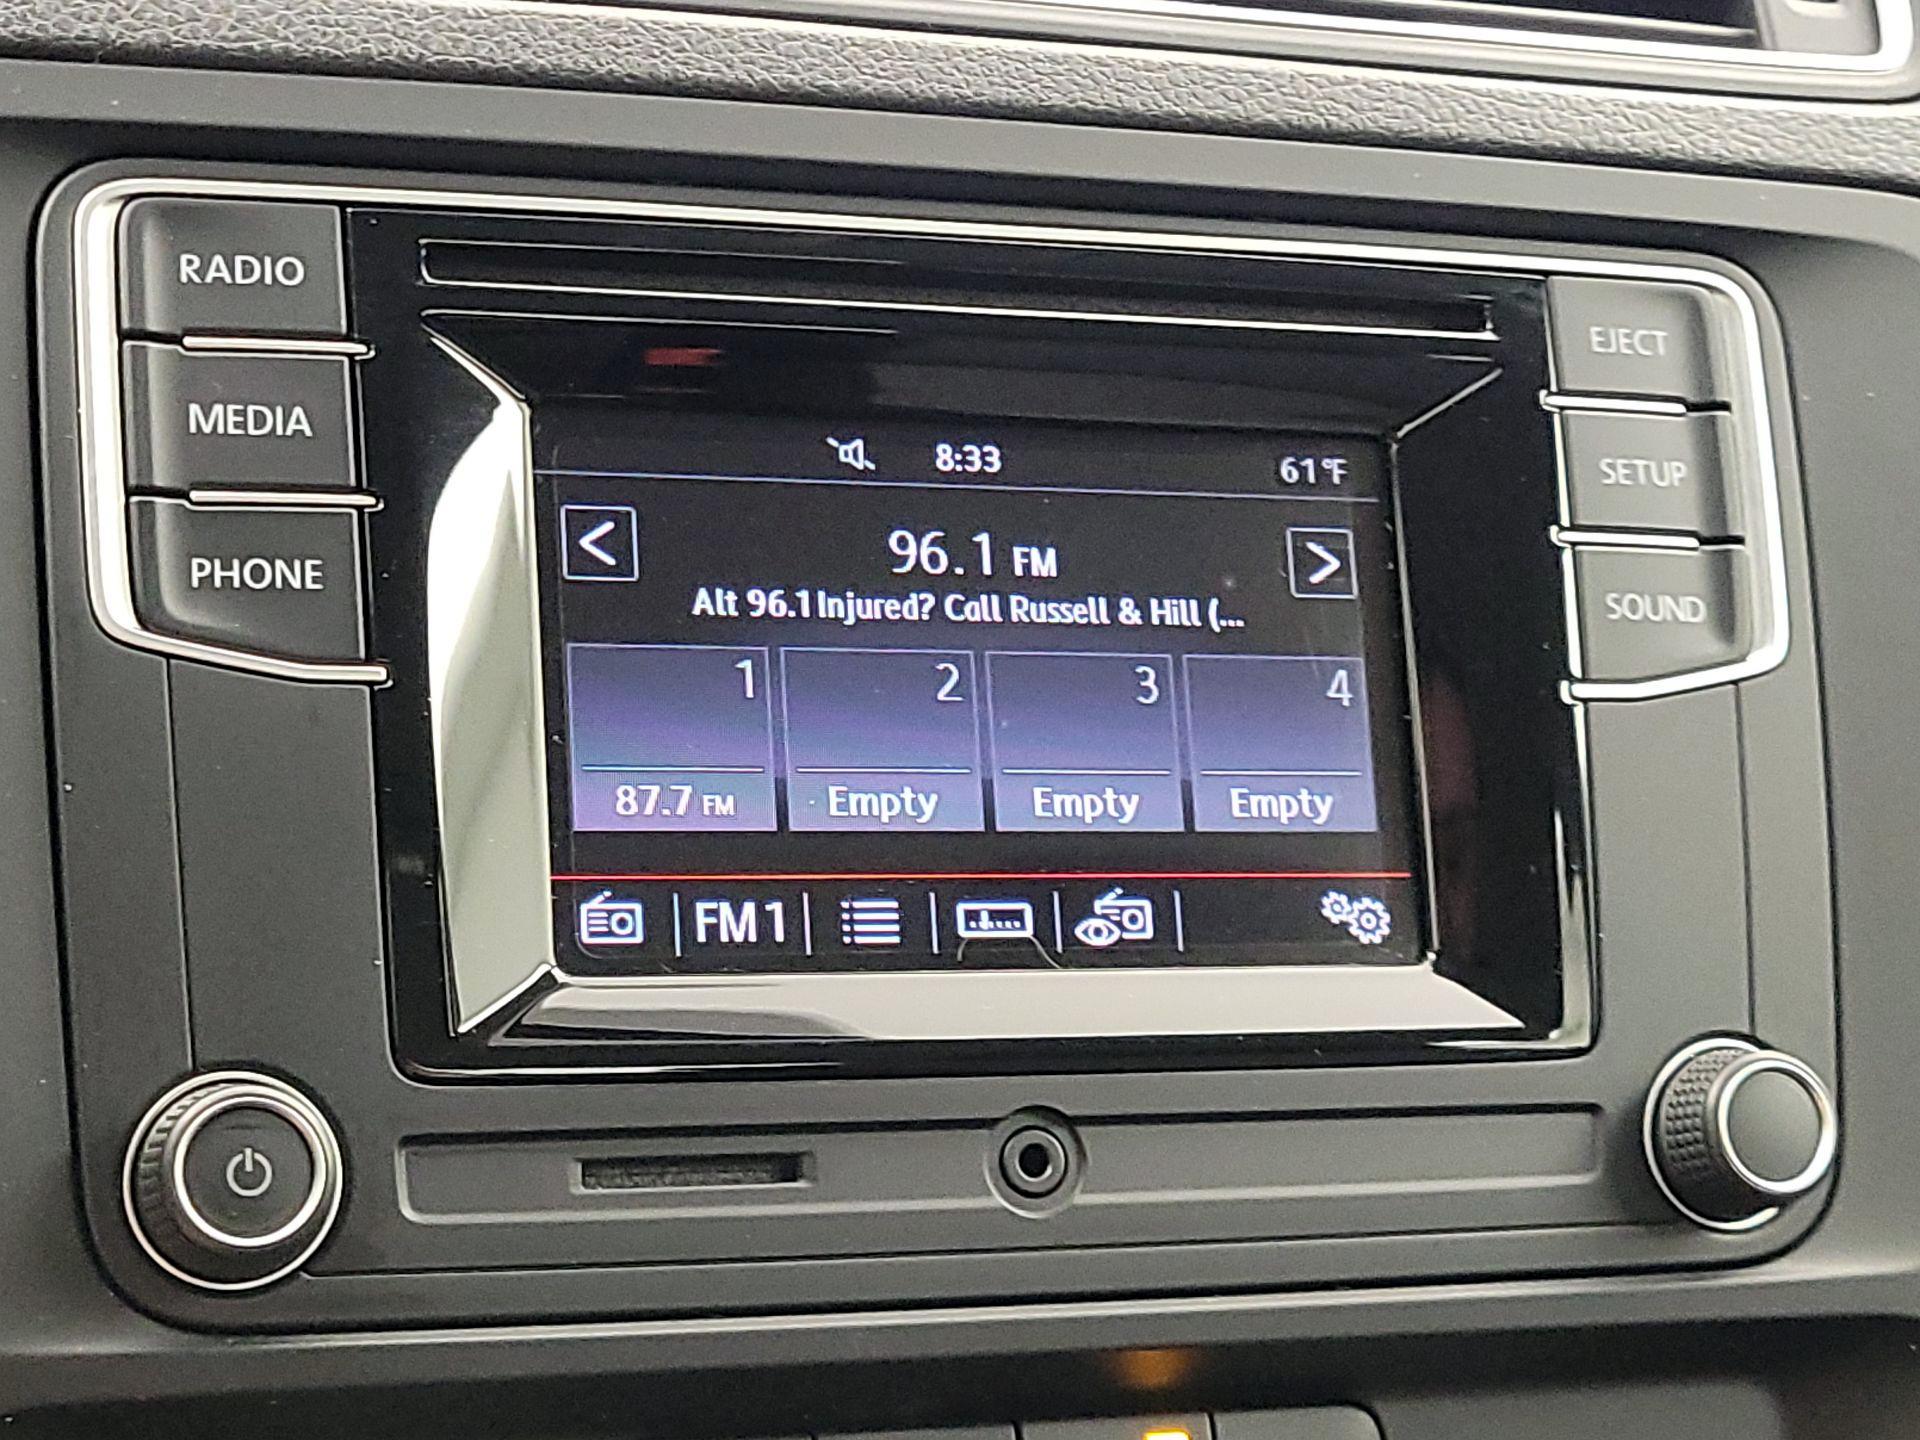 RADIO
MEDIA
PHONE
EJECT
SETUP
SOUND
8:33
61°F
<
96.1 FM
>
Alt 96.1 Injured? Call Russell & Hill (...
1
2
3
4
87.7 FM
Empty
Empty
Empty
FM1